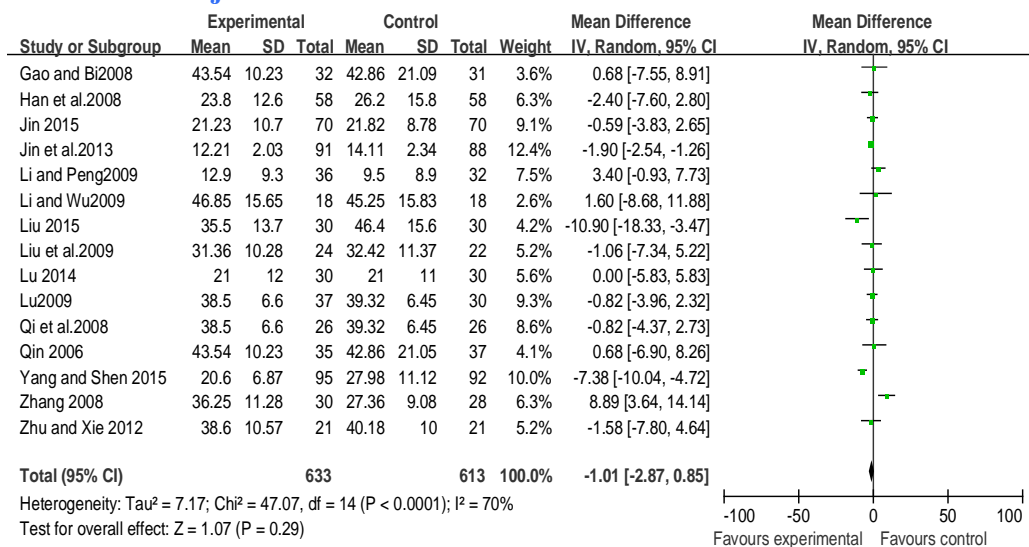 Experimental Control Mean Difference Mean Difference
Study or Subgroup Mean SD Total Mean SD Total Weight IV, Random, 95% CI IV, Random, 95% CI
Gao and Bi2008 43.54 10.23 32 42.86 21.09 31 3.6% 0.68 [-7.55, 8.91]
Han et al.2008 23.8 12.6 58 26.2 15.8 58 6.3% -2.40 [-7.60, 2.80]
Jin 2015 21.23 10.7 70 21.82 8.78 70 9.1% -0.59 [-3.83, 2.65]
Jin et al.2013 12.21 2.03 91 14.11 2.34 88 12.4% -1.90 [-2.54, -1.26]
Li and Peng2009 12.9 9.3 36 9.5 8.9 32 7.5% 3.40 [-0.93, 7.73]
Li and Wu2009 46.85 15.65 18 45.25 15.83 18 2.6% 1.60 [-8.68, 11.88]
Liu 2015 35.5 13.7 30 46.4 15.6 30 4.2% -10.90 [-18.33, -3.47]
Liu et al.2009 31.36 10.28 24 32.42 11.37 22 5.2% -1.06 [-7.34, 5.22]
Lu 2014 21 12 30 21 11 30 5.6% 0.00 [-5.83, 5.83]
Lu2009 38.5 6.6 37 39.32 6.45 30 9.3% -0.82 [-3.96, 2.32]
Qi et al.2008 38.5 6.6 26 39.32 6.45 26 8.6% -0.82 [-4.37, 2.73]
Qin 2006 43.54 10.23 35 42.86 21.05 37 4.1% 0.68 [-6.90, 8.26]
Yang and Shen 2015 20.6 6.87 95 27.98 11.12 92 10.0% -7.38 [-10.04, -4.72]
Zhang 2008 36.25 11.28 30 27.36 9.08 28 6.3% 8.89 [3.64, 14.14]
Zhu and Xie 2012 38.6 10.57 21 40.18 10 21 5.2% -1.58 [-7.80, 4.64]
Total (95% CI) 633 613 100.0% -1.01 [-2.87, 0.85]
Heterogeneity: Tau² = 7.17; Chi² = 47.07, df = 14 (P < 0.0001); I² = 70%
Test for overall effect: Z = 1.07 (P = 0.29)
-100 -50 0 50 100
Favours experimental Favours control